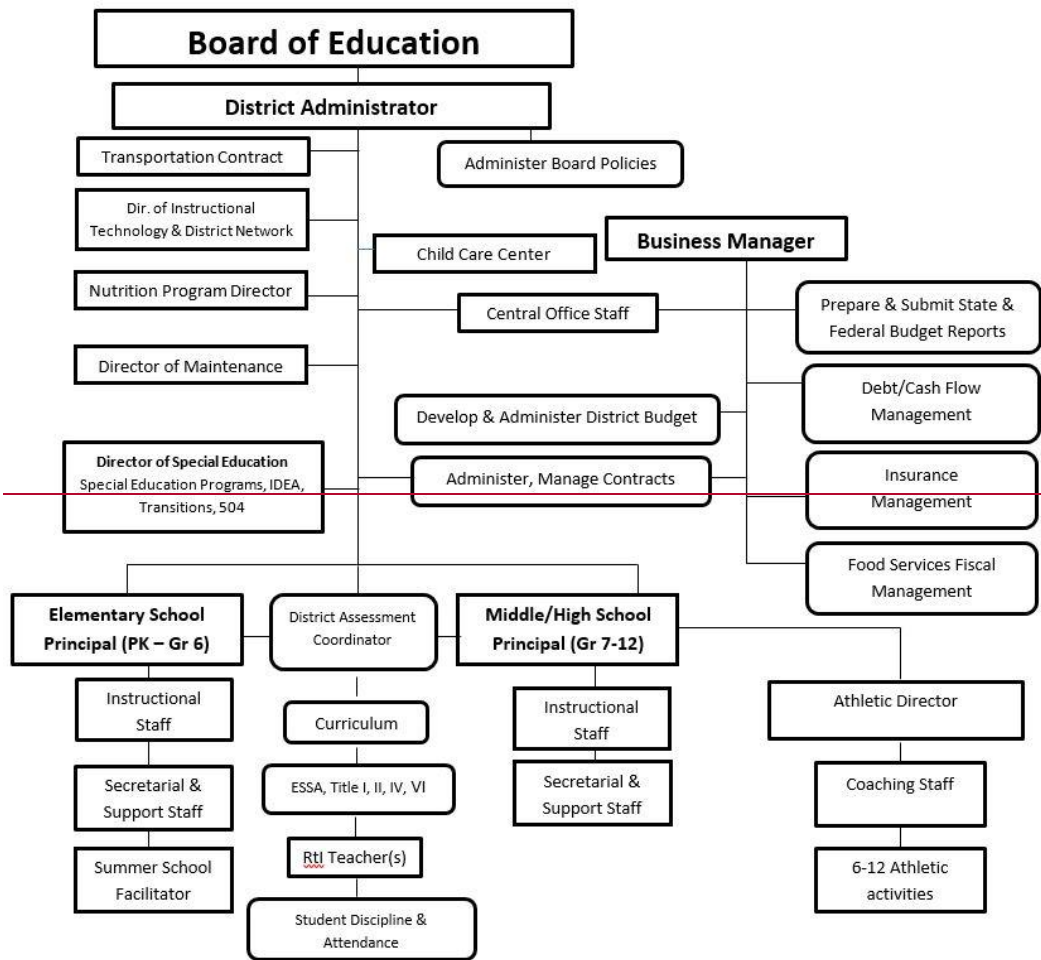 Board of Education
District Administrator
Transportation Contract
Administer Board Policies
Dir. of Instructional
Technology & District Network
Business Manager
Child Care Center
Nutrition Program Director
Central Office Staff
Prepare & Submit State &
Federal Budget Reports
Director of Maintenance
Debt/Cash Flow
Management
Develop & Administer District Budget
Director of Special Education
Special Education Programs, IDEA,
Transitions, 504
Administer, Manage Contracts
Insurance
Management
Food Services Fiscal
Management
Elementary School
Principal (PK – Gr 6)
District Assessment
Coordinator
Middle/High School
Principal (Gr 7-12)
Instructional
Staff
Curriculum
Instructional
Staff
Athletic Director
Secretarial &
Support Staff
ESSA, Title I, II, IV, VI
Secretarial &
Support Staff
Coaching Staff
Summer School
Facilitator
RtI Teacher(s)
6-12 Athletic
activities
Student Discipline &
Attendance